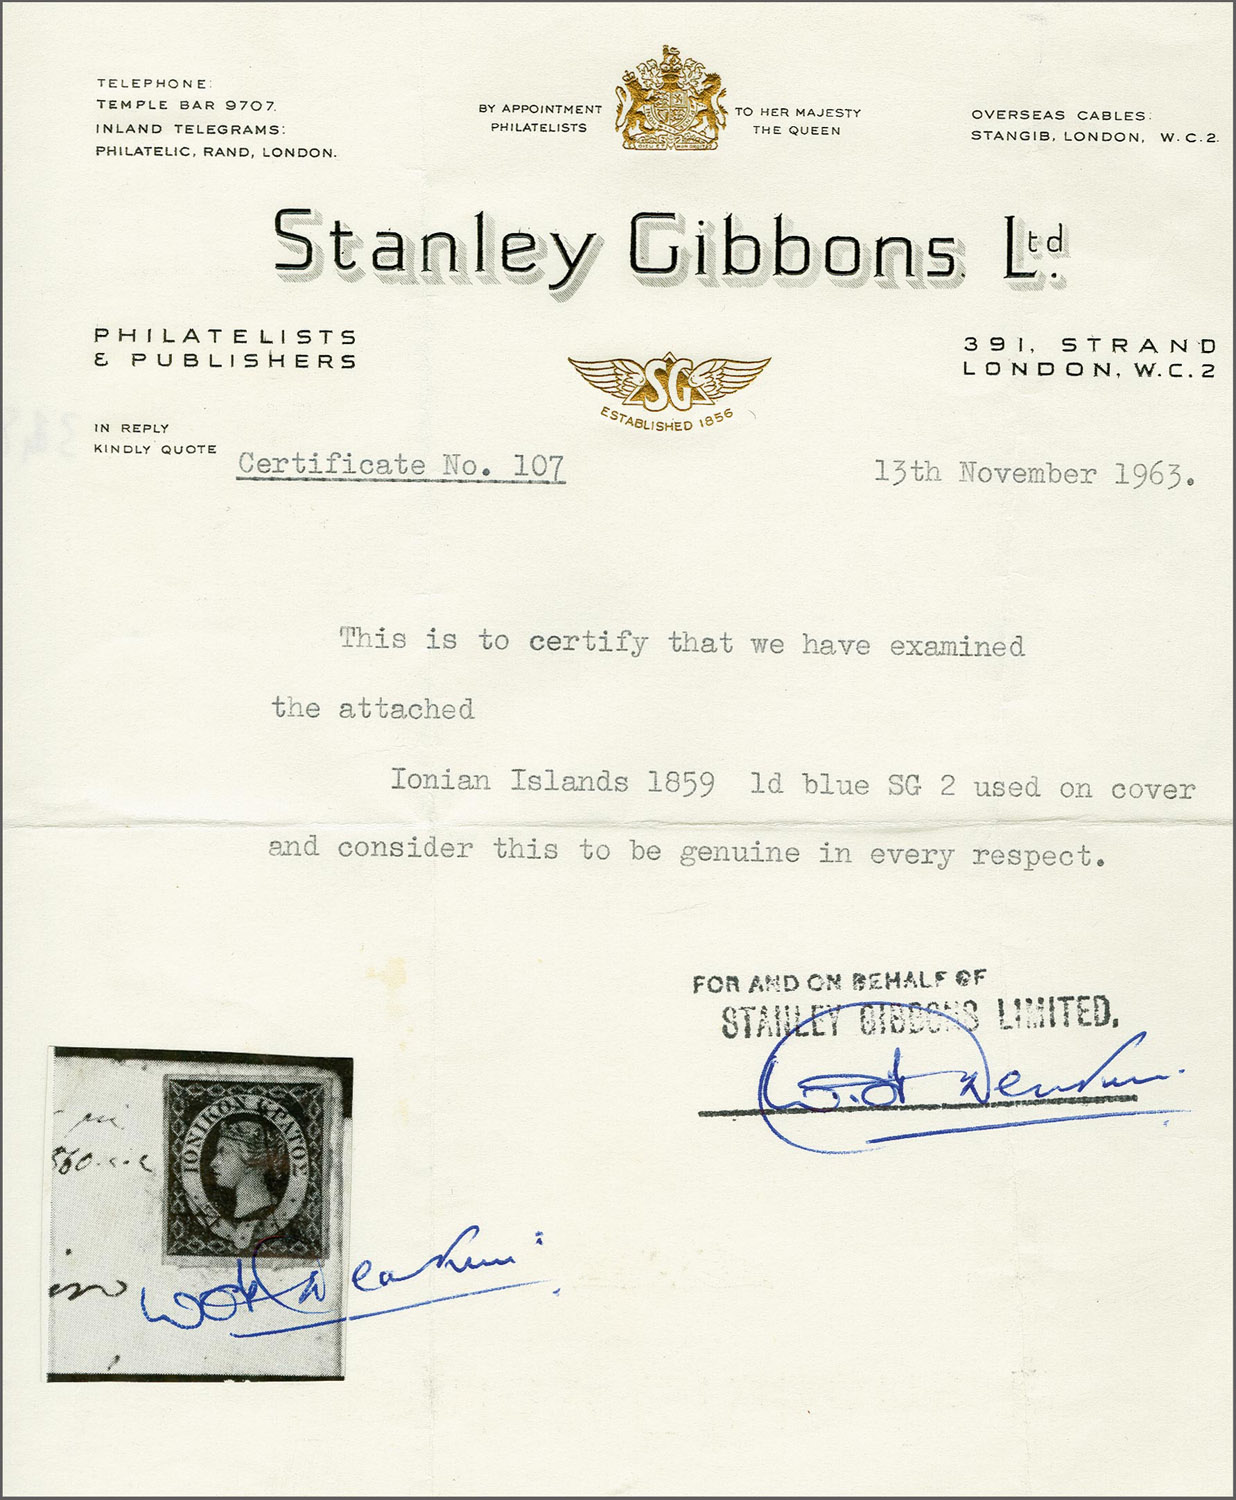 TELEPHONE:
TEMPLE BAR 9707.
INLAND TELEGRAMS:
PHILATELIC, RAND, LONDON.
BY APPOINTMENT
PHILATELISTS
TO HER MAJESTY
THE QUEEN
OVERSEAS CABLES:
STANGIB, LONDON, W.C.2.
Stanley Gibbons. Ltd.
PHILATELISTS
& PUBLISHERS
391, STRAND
LONDON, W.C.2
SG
ESTABLISHED 1856
IN REPLY
KINDLY QUOTE
Certificate No. 107
13th November 1963.
This is to certify that we have examined
the attached
Ionian Islands 1859 1d blue SG 2 used on cover
and consider this to be genuine in every respect.
FOR AND ON BEHALF OF
STANLEY GIBBONS LIMITED,
ΙΟΝΙΚΟΝ ΚΡΑΤΟΣ